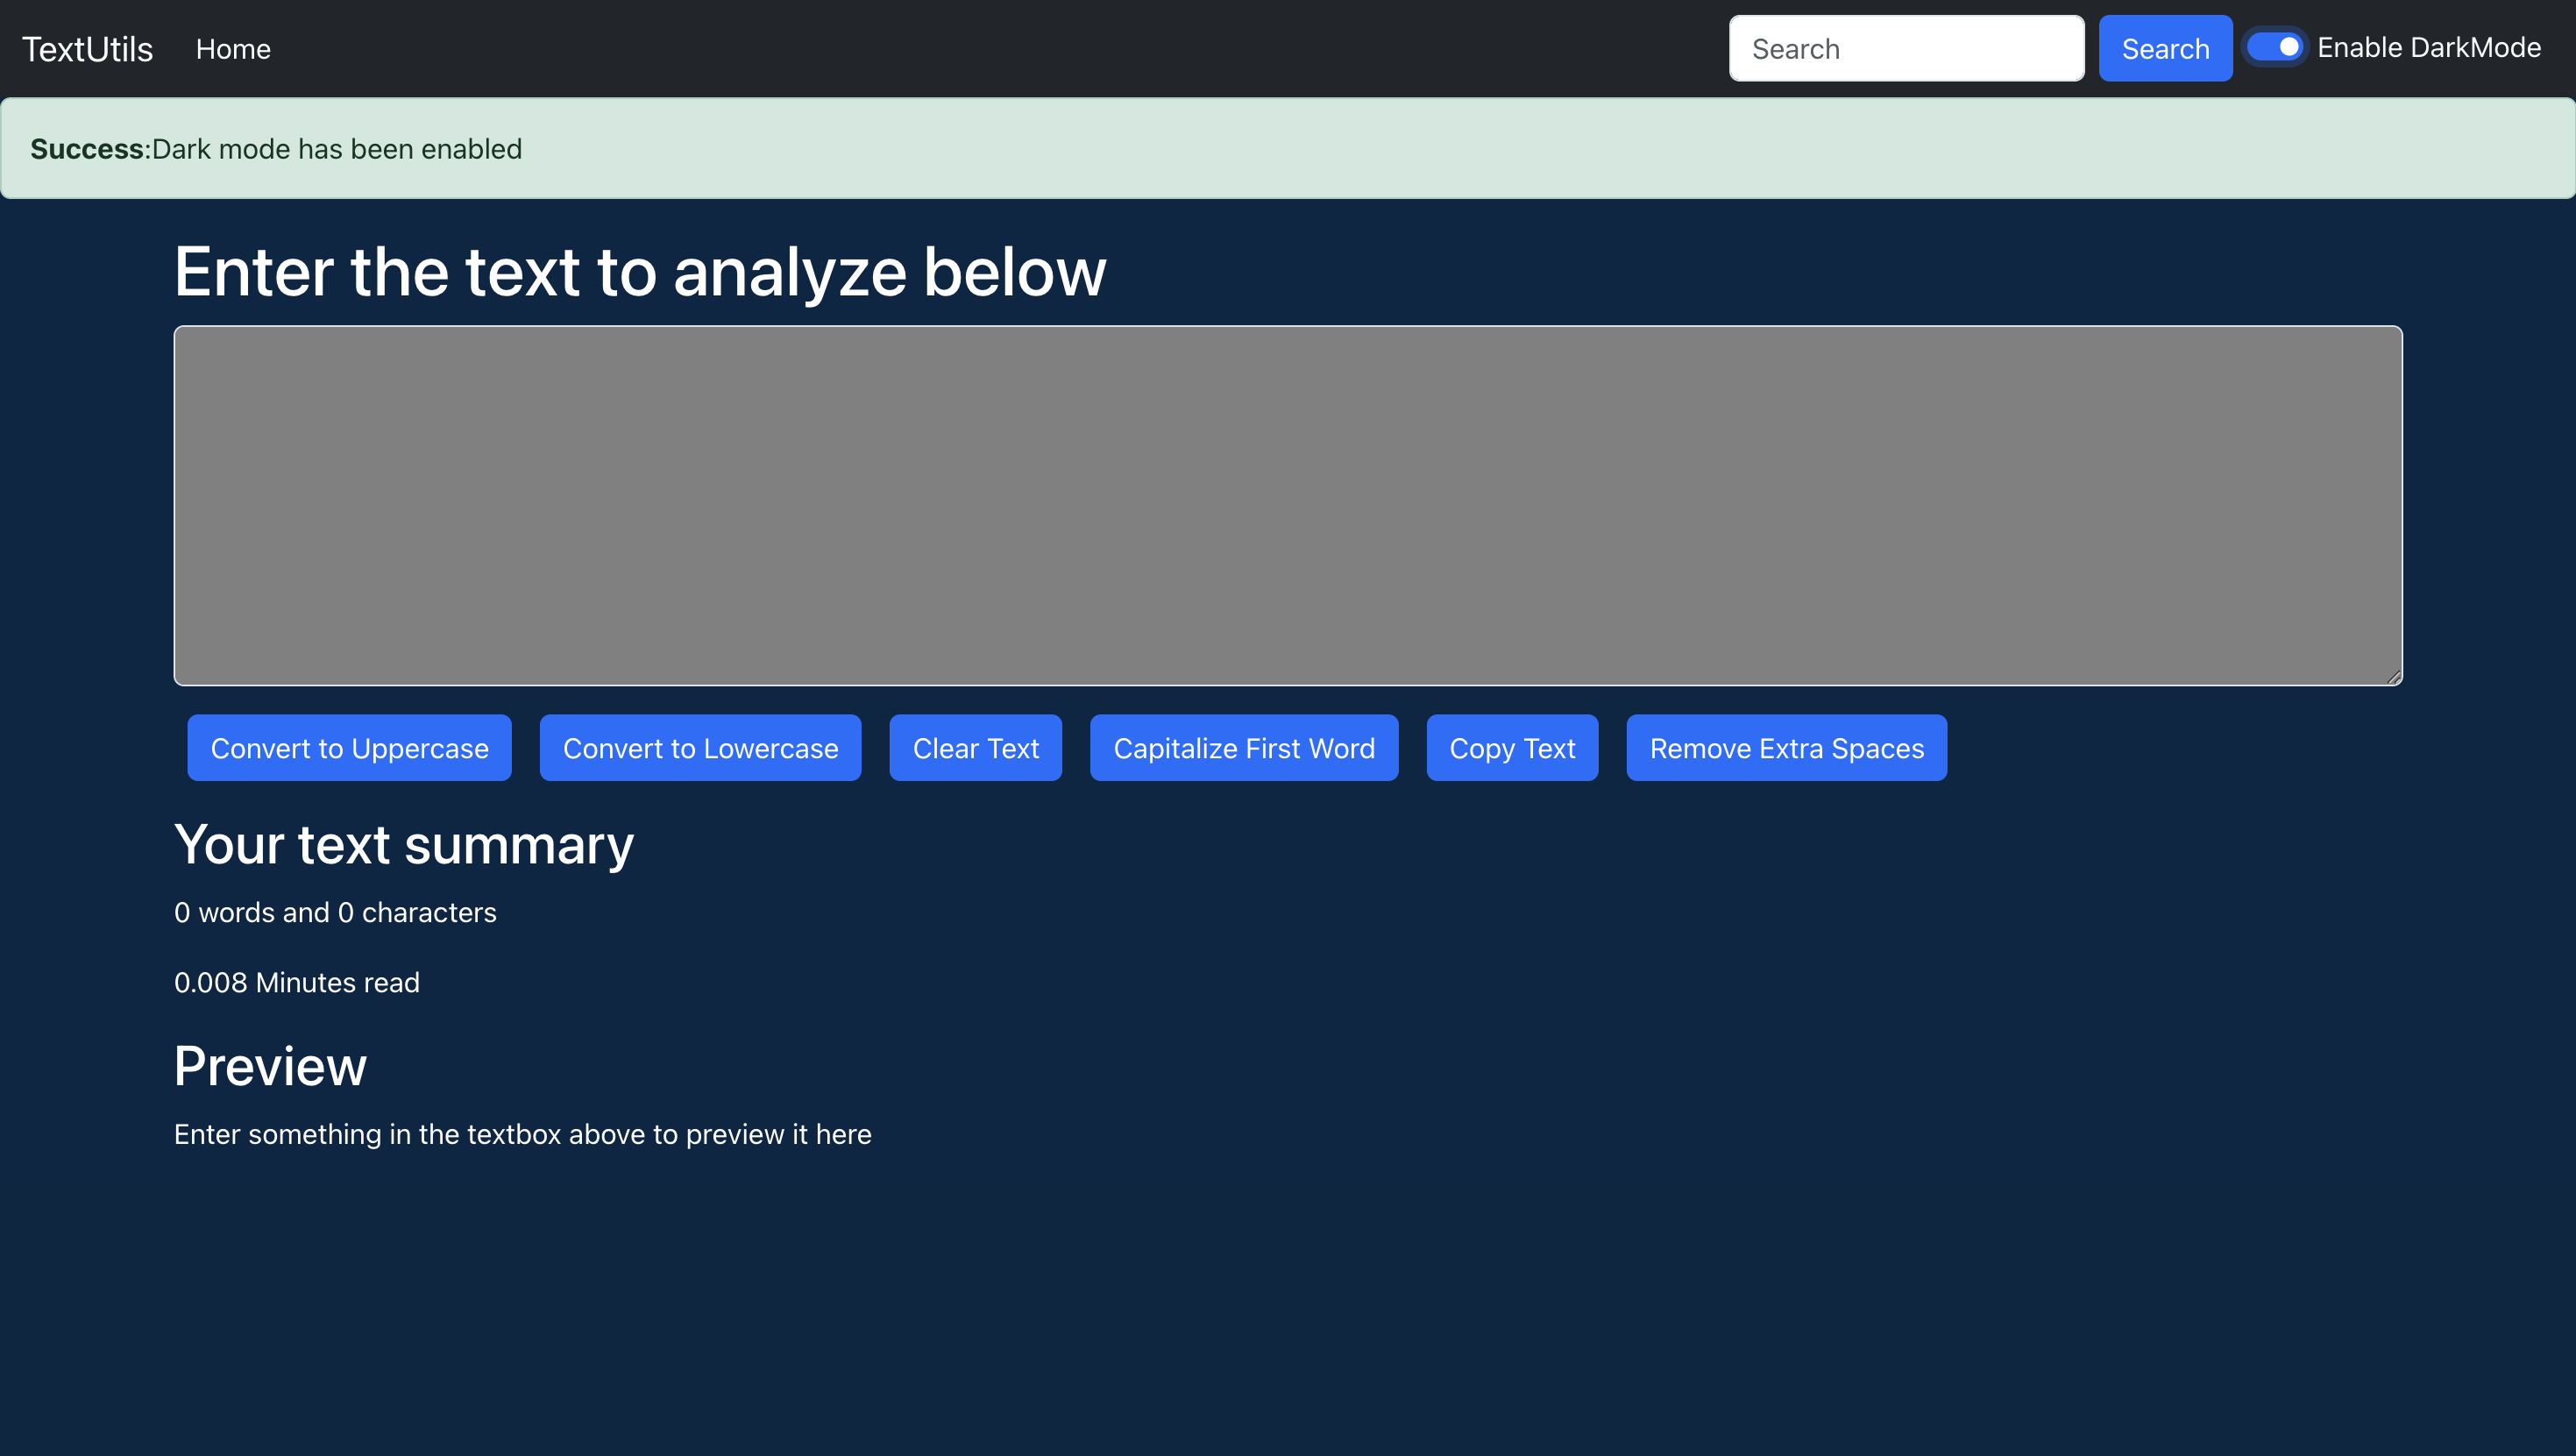 TextUtils Home Search Search Enable DarkMode
Success:Dark mode has been enabled
Enter the text to analyze below
Convert to Uppercase Convert to Lowercase Clear Text Capitalize First Word Copy Text Remove Extra Spaces
Your text summary
0 words and 0 characters
0.008 Minutes read
Preview
Enter something in the textbox above to preview it here